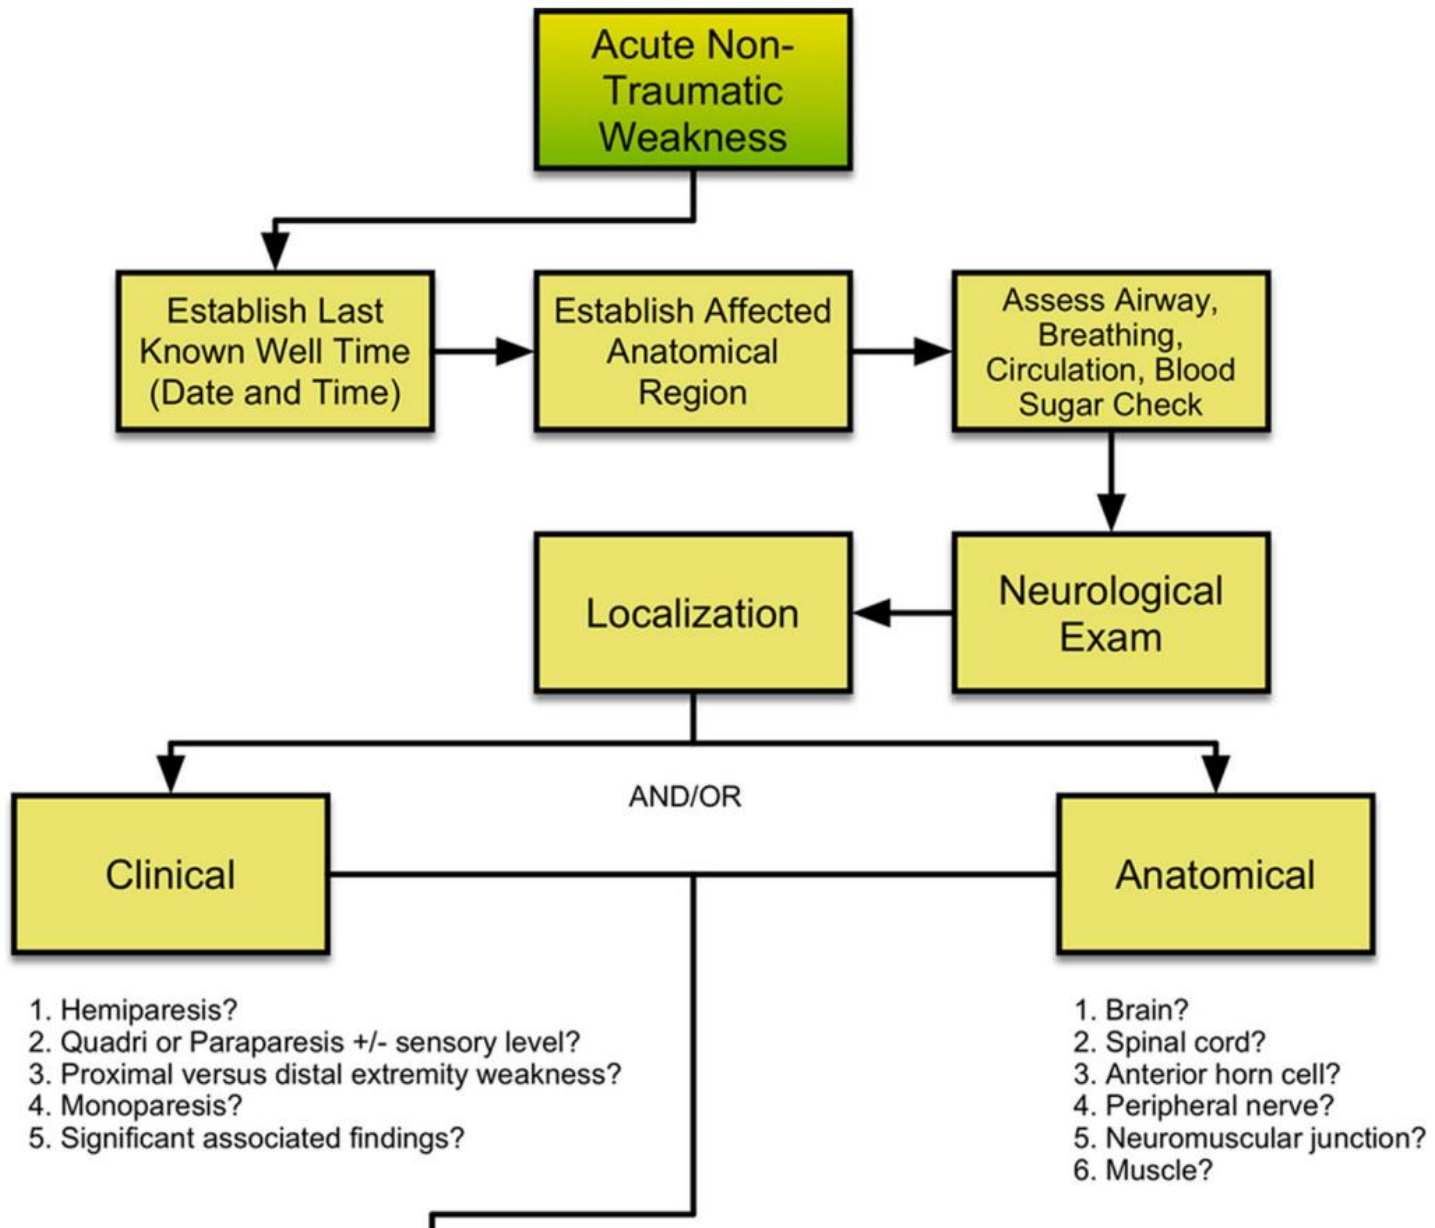 Acute Non-
Traumatic
Weakness
Establish Last
Known Well Time
(Date and Time)
Establish Affected
Anatomical
Region
Assess Airway,
Breathing,
Circulation, Blood
Sugar Check
Localization
Neurological
Exam
AND/OR
Clinical
Anatomical
1. Hemiparesis?
2. Quadri or Paraparesis +/- sensory level?
3. Proximal versus distal extremity weakness?
4. Monoparesis?
5. Significant associated findings?
1. Brain?
2. Spinal cord?
3. Anterior horn cell?
4. Peripheral nerve?
5. Neuromuscular junction?
6. Muscle?